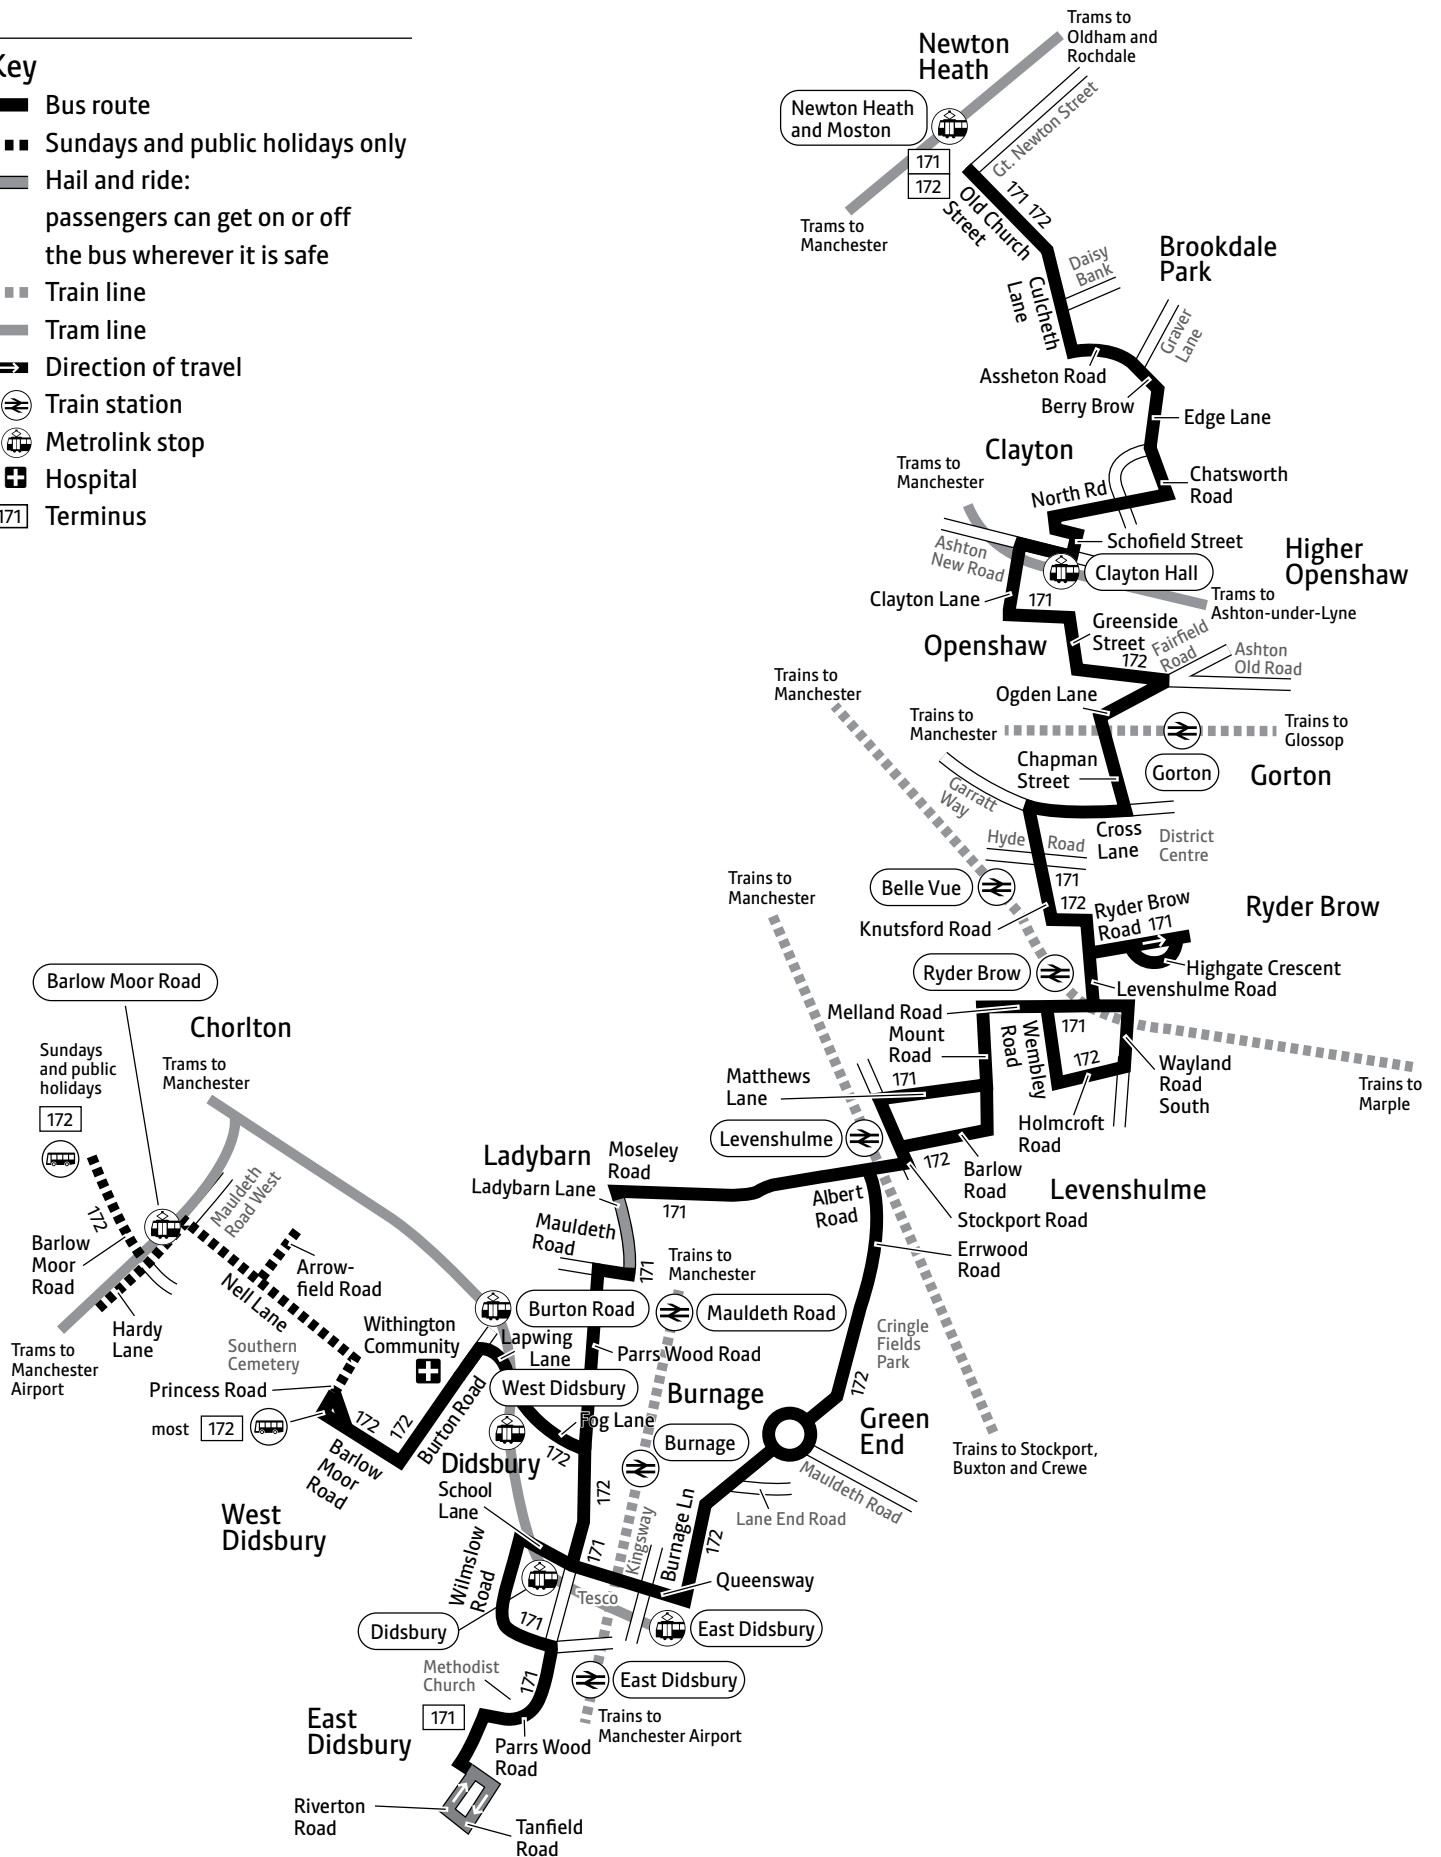 Key
Bus route
Sundays and public holidays only
Hail and ride:
passengers can get on or off
the bus wherever it is safe
Train line
Tram line
Direction of travel
Train station
Metrolink stop
Hospital
171
Terminus
Trams to
Oldham and
Rochdale
Newton
Heath
Newton Heath
and Moston
171
172
Gt. Newton Street
171 172
Old Church
Street
Trams to
Manchester
Daisy
Bank
Brookdale
Park
Culcheth
Lane
Graver
Lane
Assheton Road
Berry Brow
Edge Lane
Clayton
Trams to
Manchester
Chatsworth
Road
North Rd
Schofield Street
Ashton
New Road
Clayton Hall
Higher
Openshaw
Clayton Lane
171
Trams to
Ashton-under-Lyne
Greenside
Street
Openshaw
172
Fairfield
Road
Ashton
Old Road
Trains to
Manchester
Ogden Lane
Trains to
Manchester
Trains to
Glossop
Chapman
Street
Gorton
Gorton
Garratt
Way
Cross
Lane
District
Centre
Hyde Road
171
172
Belle Vue
Trains to
Manchester
Knutsford Road
Ryder Brow
Road 171
Ryder Brow
Ryder Brow
Highgate Crescent
Levenshulme Road
Melland Road
Mount
Road
Wembley
Road
171
172
Wayland
Road
South
Trains to
Marple
Matthews
Lane
171
Holmcroft
Road
Levenshulme
172
Barlow
Road
Levenshulme
Stockport Road
Albert
Road
Errwood
Road
Barlow Moor Road
Chorlton
Sundays
and public
holidays
172
Trams to
Manchester
172
Mauldeth
Road West
Barlow
Moor
Road
Arrow-
field Road
Nell Lane
Hardy
Lane
Trams to
Manchester
Airport
Southern
Cemetery
Withington
Community
Princess Road
most 172
172
172
Barlow
Moor
Road
Burton Road
West
Didsbury
Ladybarn
Moseley
Road
Ladybarn Lane
171
Mauldeth
Road
171
Trains to
Manchester
Burton Road
Mauldeth Road
Lapwing
Lane
Parrs Wood Road
West Didsbury
Burnage
Fog Lane
172
Burnage
Cringle
Fields
Park
172
Green
End
Trains to Stockport,
Buxton and Crewe
Mauldeth Road
Lane End Road
Didsbury
School
Lane
172
171
Kingsway
Burnage Ln
172
Queensway
Wilmslow
Road
Tesco
171
Didsbury
East Didsbury
Methodist
Church
171
East Didsbury
171
Trains to
Manchester Airport
East
Didsbury
Parrs Wood
Road
Riverton
Road
Tanfield
Road